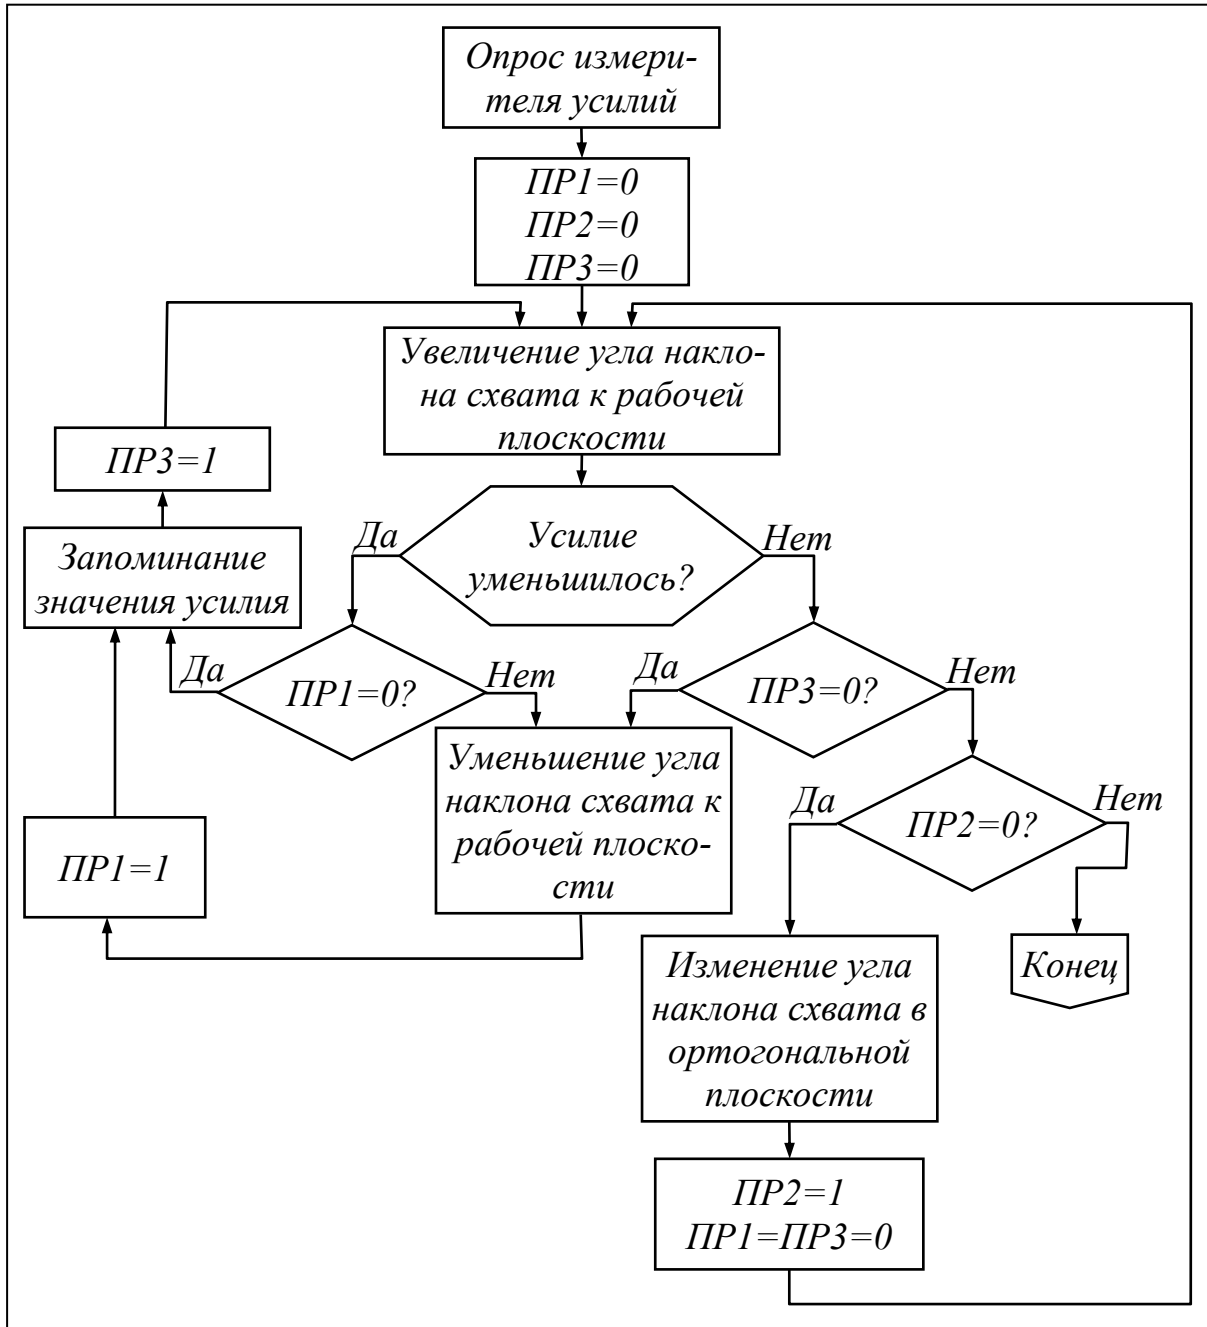 Опрос измери-
теля усилий
ПР1=0
ПР2=0
ПР3=0
Увеличение угла накло-
на схвата к рабочей
плоскости
ПР3=1
Запоминание
значения усилия
Да
Усилие
уменьшилось?
Нет
Да
ПР1=0?
Нет
Да
ПР3=0?
Нет
Уменьшение угла
наклона схвата к
рабочей плоско-
сти
ПР1=1
Да
ПР2=0?
Нет
Изменение угла
наклона схвата в
ортогональной
плоскости
Конец
ПР2=1
ПР1=ПР3=0